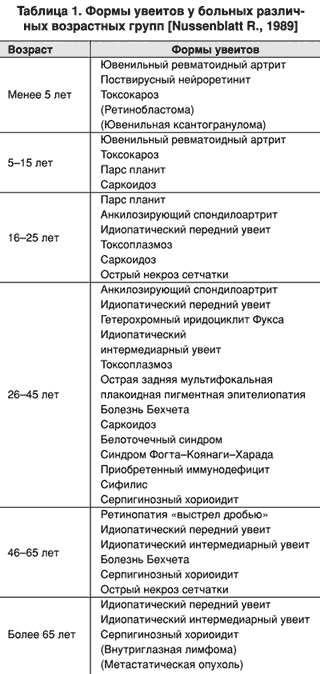 Таблица 1. Формы увеитов у больных различ-
ных возрастных групп [Nussenblatt R., 1989]
Возраст Формы увеитов
Менее 5 лет
Ювенильный ревматоидный артрит
Поствирусный нейроретинит
Токсокароз
(Ретинобластома)
(Ювенильная ксантогранулома)
5–15 лет
Ювенильный ревматоидный артрит
Токсокароз
Парс планит
Саркоидоз
16–25 лет
Парс планит
Анкилозирующий спондилоартрит
Идиопатический передний увеит
Токсоплазмоз
Саркоидоз
Острый некроз сетчатки
26–45 лет
Анкилозирующий спондилоартрит
Идиопатический передний увеит
Гетерохромный иридоциклит Фукса
Идиопатический
интермедиарный увеит
Токсоплазмоз
Острая задняя мультифокальная
плакоидная пигментная эпителиопатия
Болезнь Бехчета
Саркоидоз
Белоточечный синдром
Синдром Фогта–Коянаги–Харада
Приобретенный иммунодефицит
Сифилис
Серпигинозный хориоидит
46–65 лет
Ретинопатия «выстрел дробью»
Идиопатический передний увеит
Идиопатический интермедиарный увеит
Болезнь Бехчета
Серпигинозный хориоидит
Острый некроз сетчатки
Более 65 лет
Идиопатический передний увеит
Идиопатический интермедиарный увеит
Серпигинозный хориоидит
(Внутриглазная лимфома)
(Метастатическая опухоль)